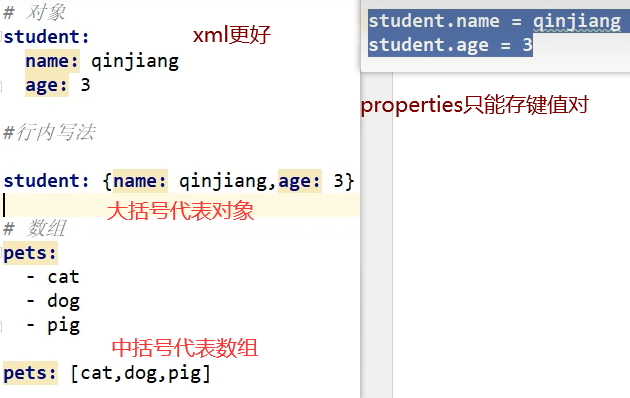 # 对象
student:
name: qinjiang
age: 3
xml更好
student.name = qinjiang
student.age = 3
properties只能存键值对
#行内写法
student: {name: qinjiang,age: 3}
大括号代表对象
# 数组
pets:
- cat
- dog
- pig
中括号代表数组
pets: [cat,dog,pig]